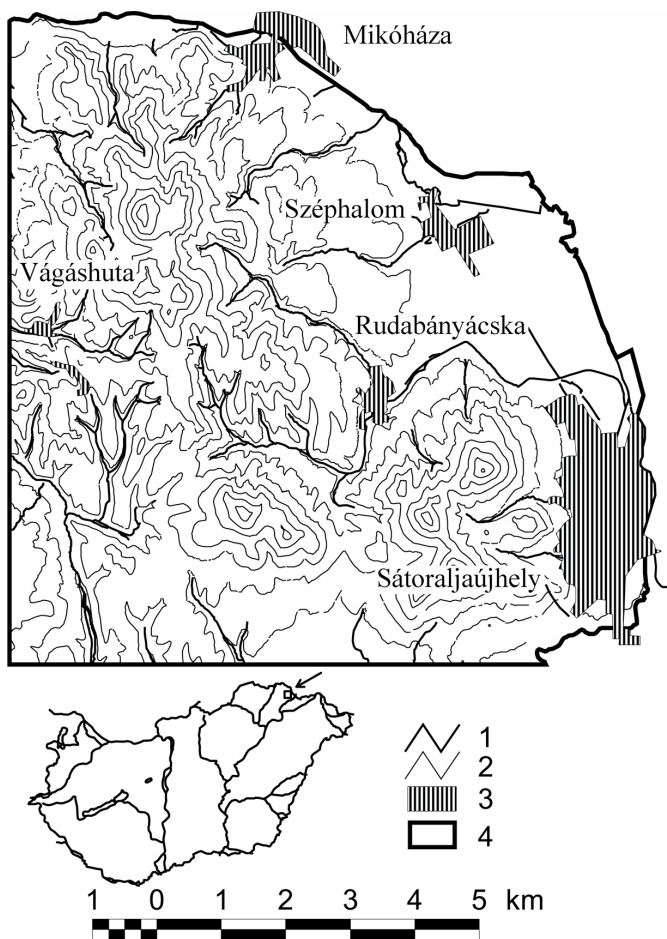 Mikóháza
Széphalom
Vágáshuta
Rudabányácska
Sátoraljaújhely
1
2
3
4
1 0 1 2 3 4 5 km